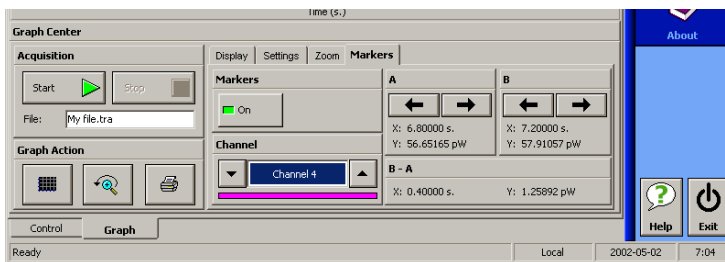 Time (s.)
Graph Center
About
Acquisition
Display Settings Zoom Markers
Start Stop
Markers
A
B
On
File: My file.tra
X: 6.80000 s.
X: 7.20000 s.
Y: 56.65165 pW
Y: 57.91057 pW
Graph Action
Channel
Channel 4
B - A
X: 0.40000 s. Y: 1.25892 pW
Help Exit
Control Graph
Ready Local 2002-05-02 7:04